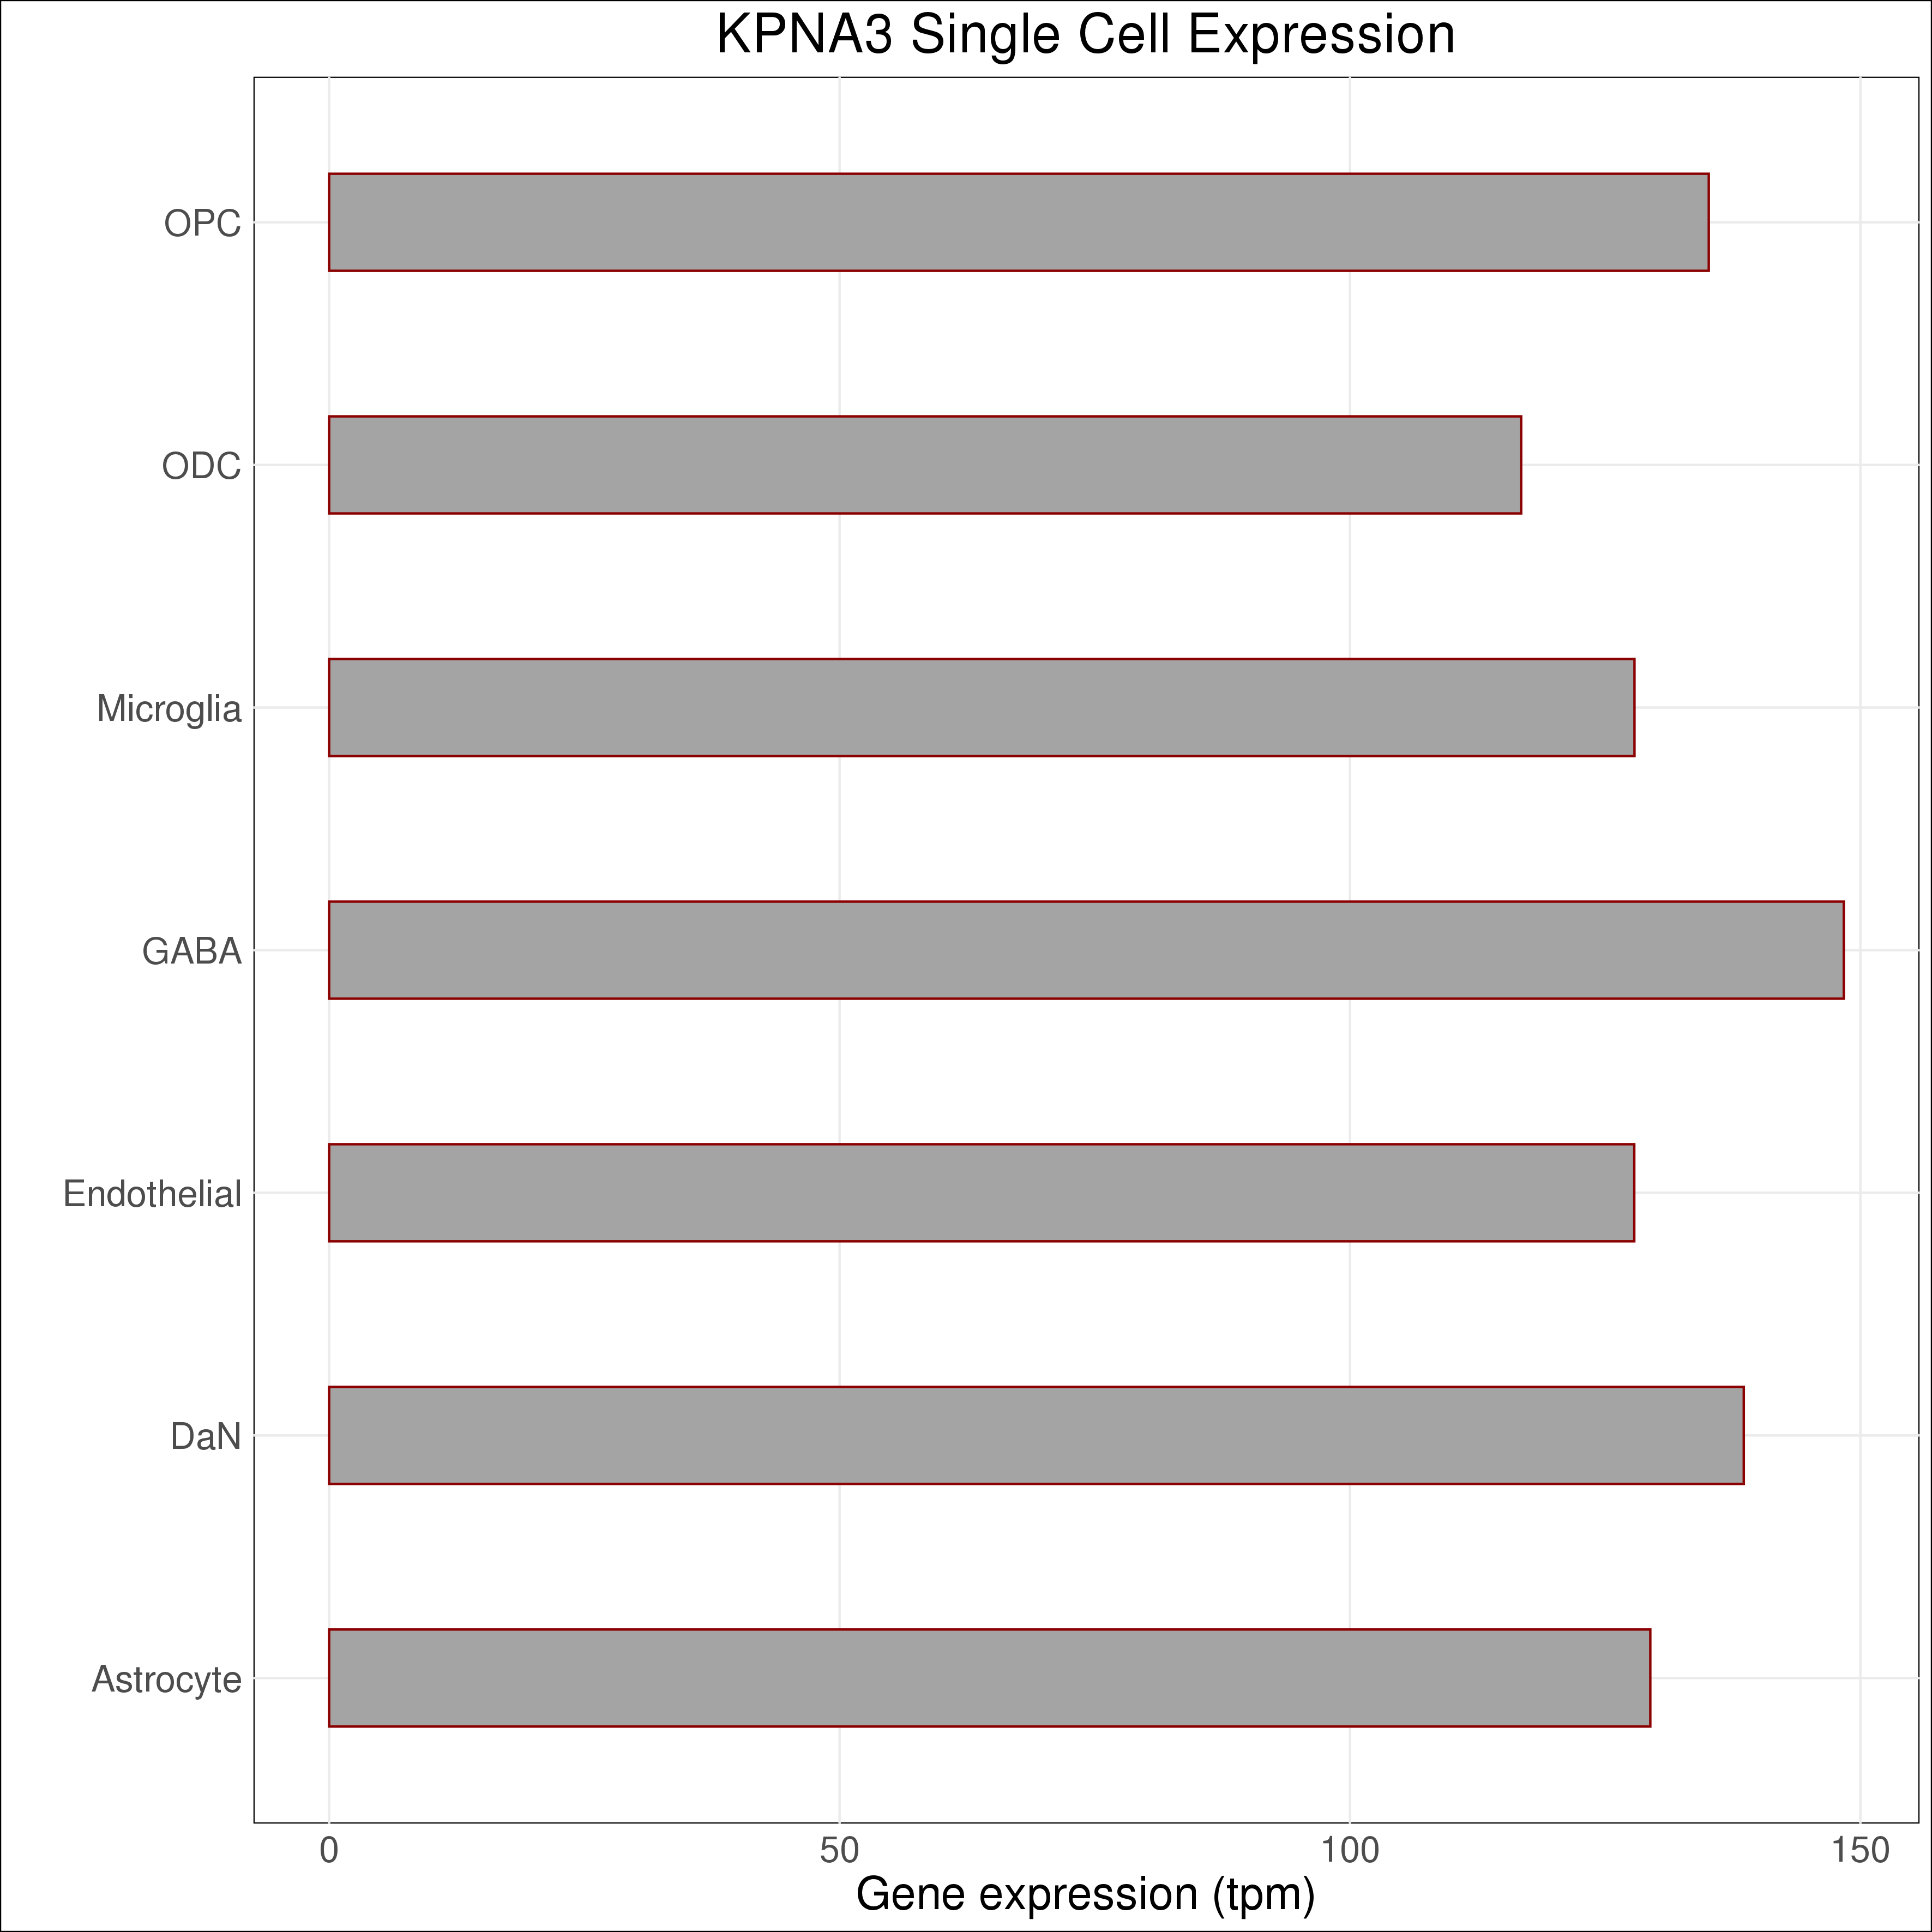 KPNA3 Single Cell Expression
OPC
ODC
Microglia
GABA
Endothelial
DaN
Astrocyte
0 50 100 150
Gene expression (tpm)